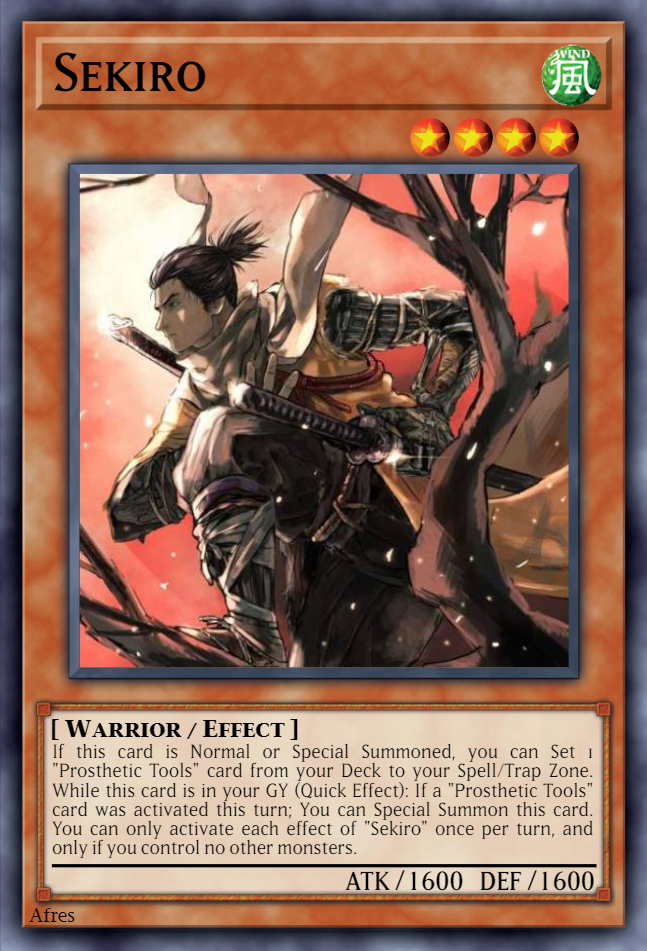 Sekiro
WIND
風
[ Warrior / Effect ]
If this card is Normal or Special Summoned, you can Set 1
"Prosthetic Tools" card from your Deck to your Spell/Trap Zone.
While this card is in your GY (Quick Effect): If a "Prosthetic Tools"
card was activated this turn; You can Special Summon this card.
You can only activate each effect of "Sekiro" once per turn, and
only if you control no other monsters.
ATK / 1600 DEF / 1600
Afres